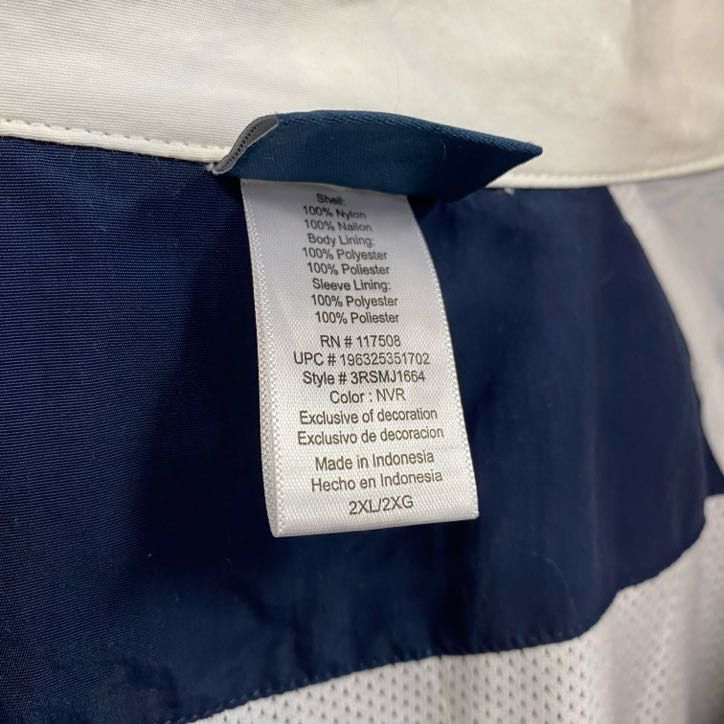 Shell:
100% Nylon
100% Nailon
Body Lining:
100% Polyester
100% Poliester
Sleeve Lining:
100% Polyester
100% Poliester
RN # 117508
UPC # 196325351702
Style # 3RSMJ1664
Color : NVR
Exclusive of decoration
Exclusivo de decoracion
Made in Indonesia
Hecho en Indonesia
2XL/2XG